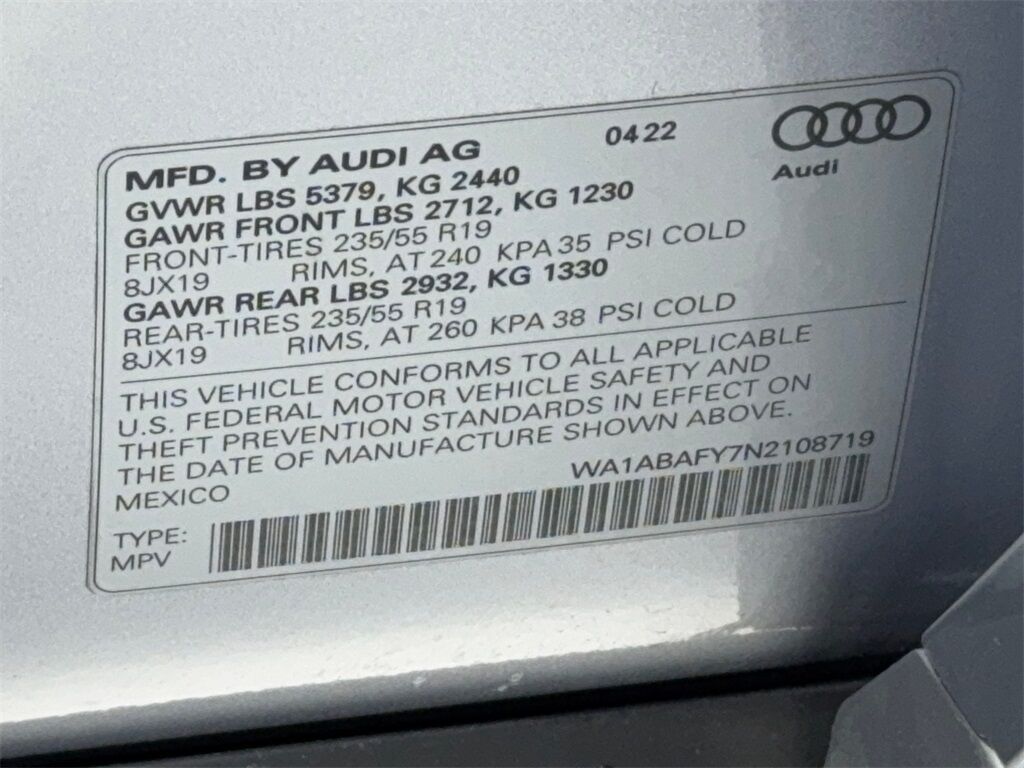 MFD. BY AUDI AG 04 22
Audi
GVWR LBS 5379, KG 2440
GAWR FRONT LBS 2712, KG 1230
FRONT-TIRES 235/55 R19
8JX19 RIMS, AT 240 KPA 35 PSI COLD
GAWR REAR LBS 2932, KG 1330
REAR-TIRES 235/55 R19
8JX19 RIMS, AT 260 KPA 38 PSI COLD
THIS VEHICLE CONFORMS TO ALL APPLICABLE
U.S. FEDERAL MOTOR VEHICLE SAFETY AND
THEFT PREVENTION STANDARDS IN EFFECT ON
THE DATE OF MANUFACTURE SHOWN ABOVE.
MEXICO WA1ABAFY7N2108719
TYPE:
MPV